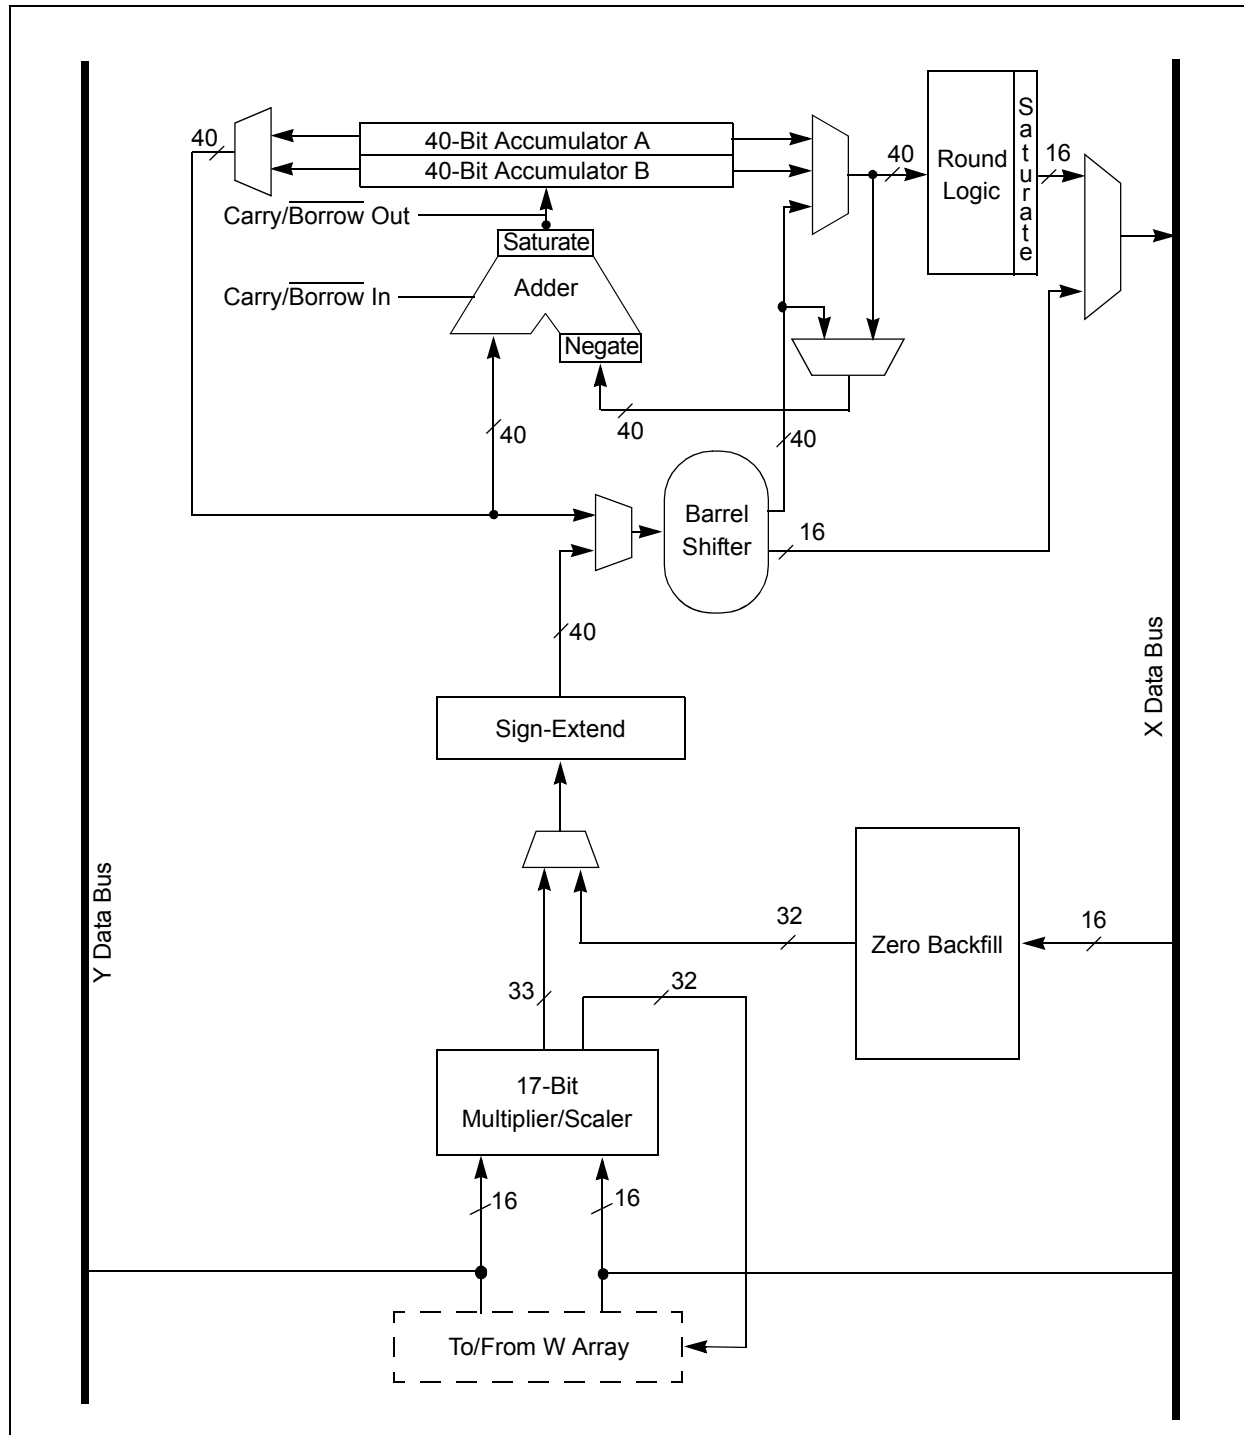 40
40-Bit Accumulator A
40-Bit Accumulator B
Carry/Borrow Out
Saturate
Carry/Borrow In
Adder
Negate
40
Round
Logic
Saturate
16
40
40
40
Barrel
Shifter
16
40
Sign-Extend
X Data Bus
Y Data Bus
32
Zero Backfill
16
33
32
17-Bit
Multiplier/Scaler
16
16
To/From W Array